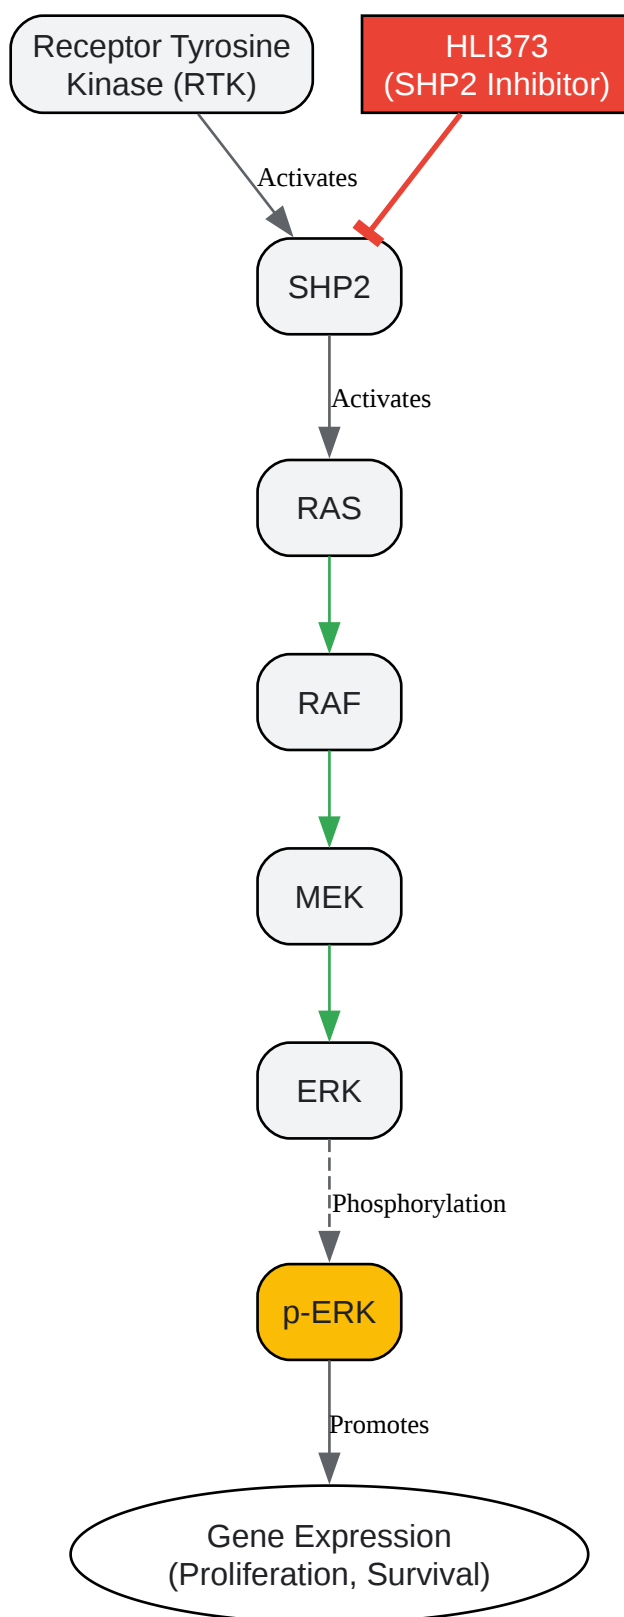 Receptor Tyrosine
Kinase (RTK)
HLI373
(SHP2 Inhibitor)
Activates
SHP2
Activates
RAS
RAF
MEK
ERK
Phosphorylation
p-ERK
Promotes
Gene Expression
(Proliferation, Survival)